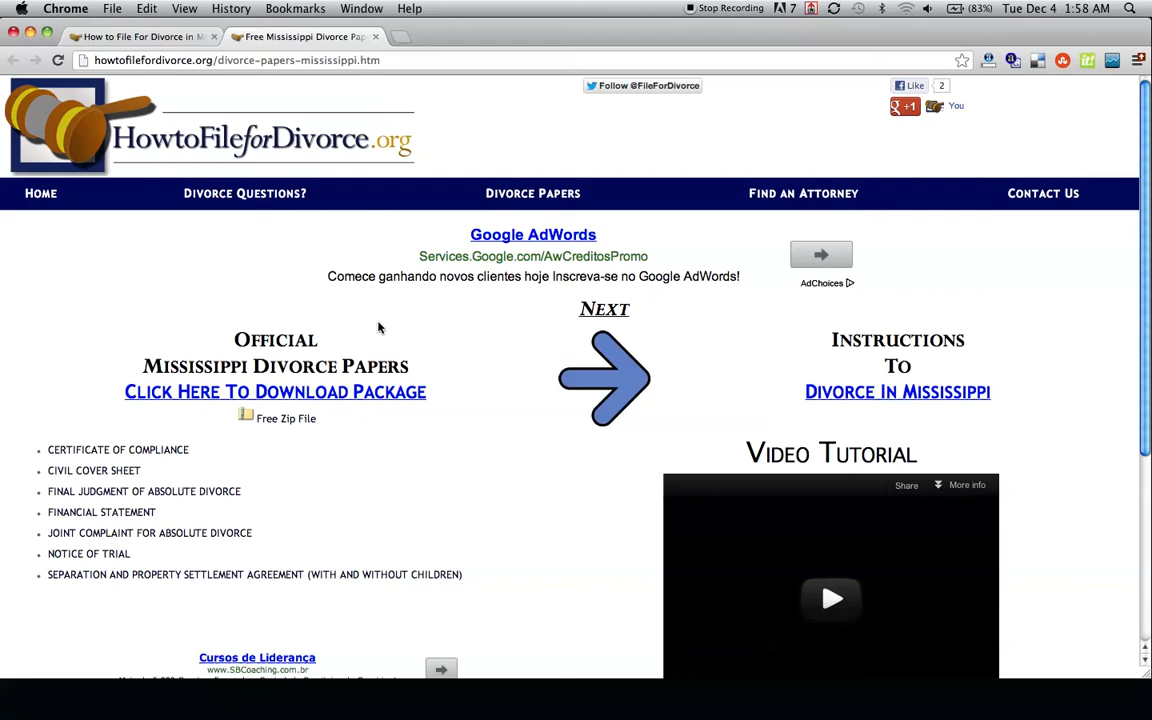 Chrome File Edit View History Bookmarks Window Help Stop Recording 7 (83%) Tue Dec 4 1:58 AM
How to File For Divorce in M × Free Mississippi Divorce Pap ×
howtofilefordivorce.org/divorce-papers-mississippi.htm
HowtoFileforDivorce.org
Follow @FileForDivorce
Like 2
g +1 You
HOME DIVORCE QUESTIONS? DIVORCE PAPERS FIND AN ATTORNEY CONTACT US
Google AdWords
Services.Google.com/AwCreditosPromo
Comece ganhando novos clientes hoje Inscreva-se no Google AdWords!
AdChoices
NEXT
OFFICIAL
MISSISSIPPI DIVORCE PAPERS
CLICK HERE TO DOWNLOAD PACKAGE
Free Zip File
INSTRUCTIONS
TO
DIVORCE IN MISSISSIPPI
• CERTIFICATE OF COMPLIANCE
• CIVIL COVER SHEET
• FINAL JUDGMENT OF ABSOLUTE DIVORCE
• FINANCIAL STATEMENT
• JOINT COMPLAINT FOR ABSOLUTE DIVORCE
• NOTICE OF TRIAL
• SEPARATION AND PROPERTY SETTLEMENT AGREEMENT (WITH AND WITHOUT CHILDREN)
VIDEO TUTORIAL
Share More info
Cursos de Liderança
www.SBCoaching.com.br